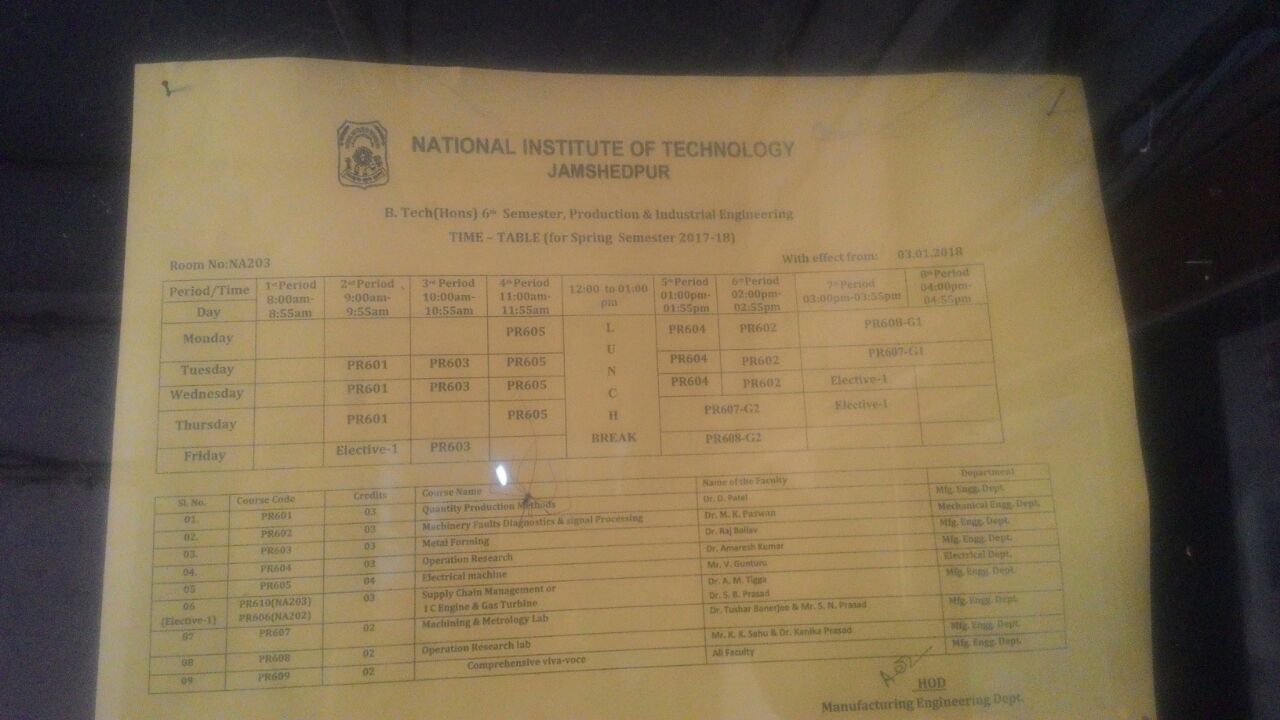 NATIONAL INSTITUTE OF TECHNOLOGY
JAMSHEDPUR
B. Tech(Hons) 6th Semester, Production & Industrial Engineering
TIME – TABLE (for Spring Semester 2017-18)
Room No:NA203 With effect from: 03.01.2018
Period/Time Day 1st Period 8:00am-8:55am 2nd Period 9:00am-9:55am 3rd Period 10:00am-10:55am 4th Period 11:00am-11:55am 12:00 to 01:00 pm 5th Period 01:00pm-01:55pm 6th Period 02:00pm-02:55pm 7th Period 03:00pm-03:55pm 8th Period 04:00pm-04:55pm
Monday PR605 PR604 PR602 PR608-G1
Tuesday PR601 PR603 PR605 PR604 PR602 PR607-G1
Wednesday PR601 PR603 PR605 PR604 PR602 Elective-1
Thursday PR601 PR605 PR607-G2 Elective-1
Friday Elective-1 PR603 PR608-G2
LUNCH BREAK
Sl. No. Course Code Credits Course Name Name of the Faculty Department
01. PR601 03 Quantity Production Methods Dr. D. Patel Mfg. Engg. Dept.
02. PR602 03 Machinery Faults Diagnostics & signal Processing Dr. M. K. Paswan Mechanical Engg. Dept.
03. PR603 03 Metal Forming Dr. Raj Ballav Mfg. Engg. Dept.
04. PR604 03 Operation Research Dr. Amaresh Kumar Mfg. Engg. Dept.
05 PR605 04 Electrical machine Mr. V. Gunturu Electrical Dept.
06 PR610(NA203) 03 Supply Chain Management or Dr. A. M. Tigga Mfg. Engg. Dept.
(Elective-1) PR606(NA202) I C Engine & Gas Turbine Dr. S. B. Prasad
07 PR607 02 Machining & Metrology Lab Dr. Tushar Banerjee & Mr. S. N. Prasad Mfg. Engg. Dept.
08 PR608 02 Operation Research lab Mr. K. K. Sahu & Dr. Kanika Prasad Mfg. Engg. Dept.
09. PR609 02 Comprehensive viva-voce All Faculty Mfg. Engg. Dept.
HOD
Manufacturing Engineering Dept.